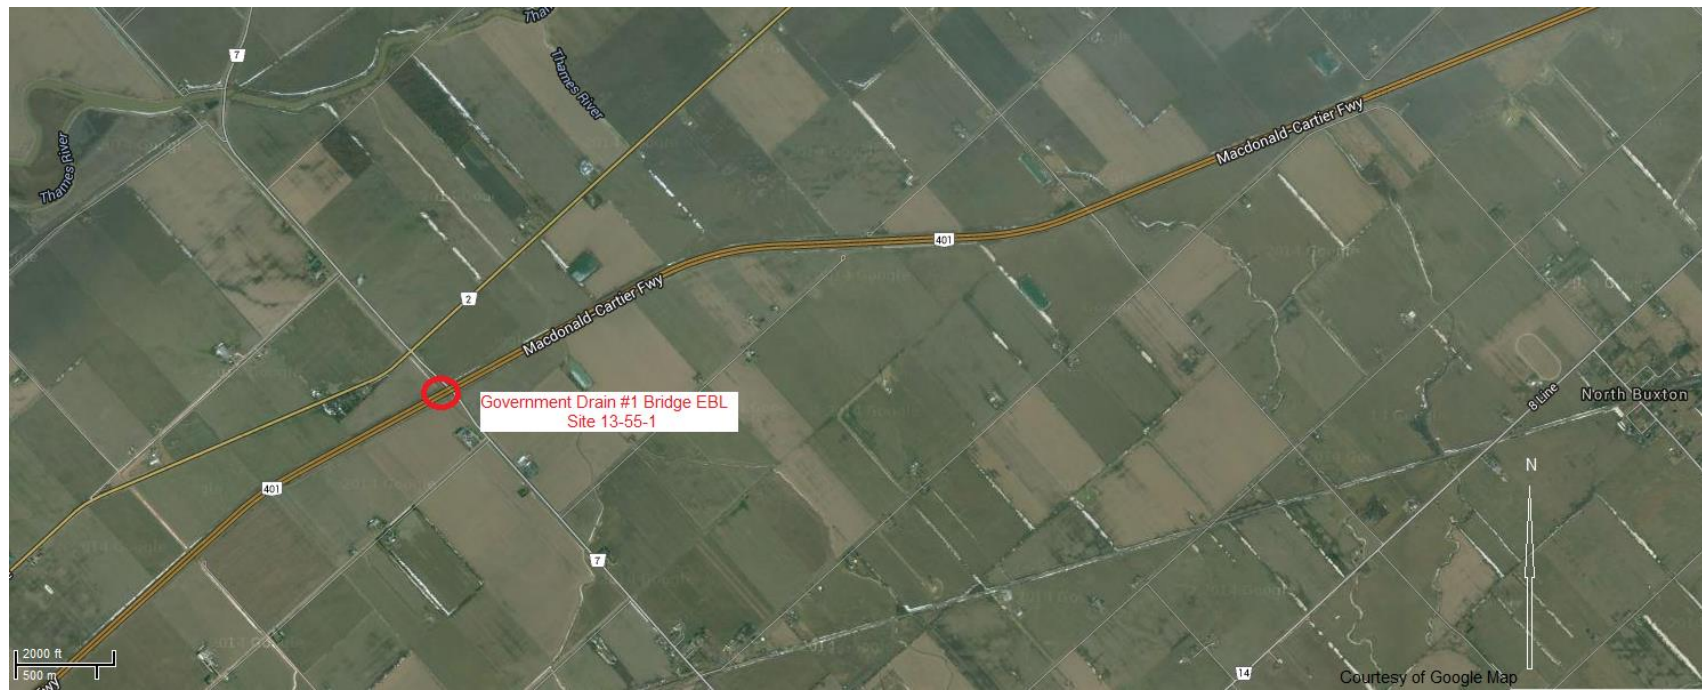 Thames River
7
Thames River
Macdonald-Cartier Fwy
401
2
Macdonald-Cartier Fwy
Government Drain #1 Bridge EBL
Site 13-55-1
8 Line
North Buxton
401
N
7
2000 ft
500 m
Fwy
14
Courtesy of Google Map